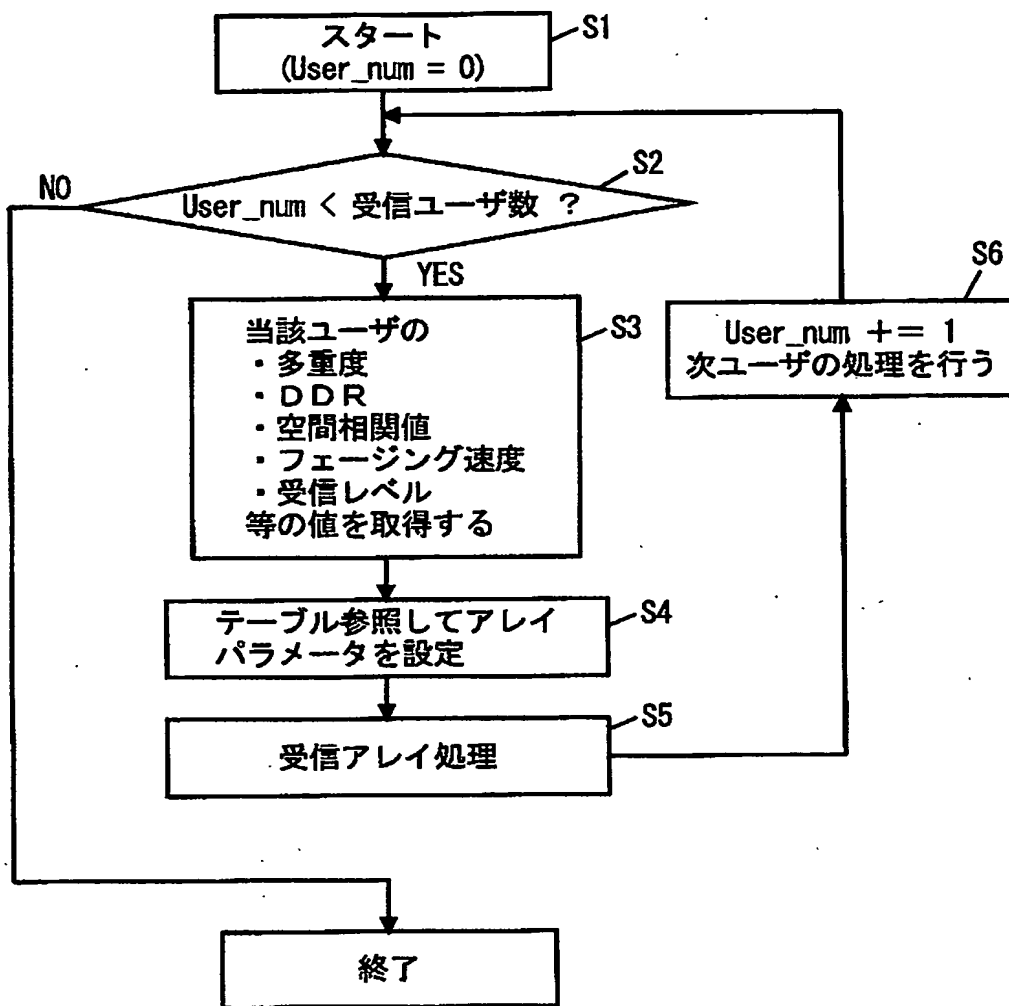 スタート
(User_num = 0)
S1
S2
User_num < 受信ユーザ数 ?
NO
YES
当該ユーザの
・多重度
・DDR
・空間相関値
・フェージング速度
・受信レベル
等の値を取得する
S3
テーブル参照してアレイ
パラメータを設定
S4
受信アレイ処理
S5
S6
User_num += 1
次ユーザの処理を行う
終了